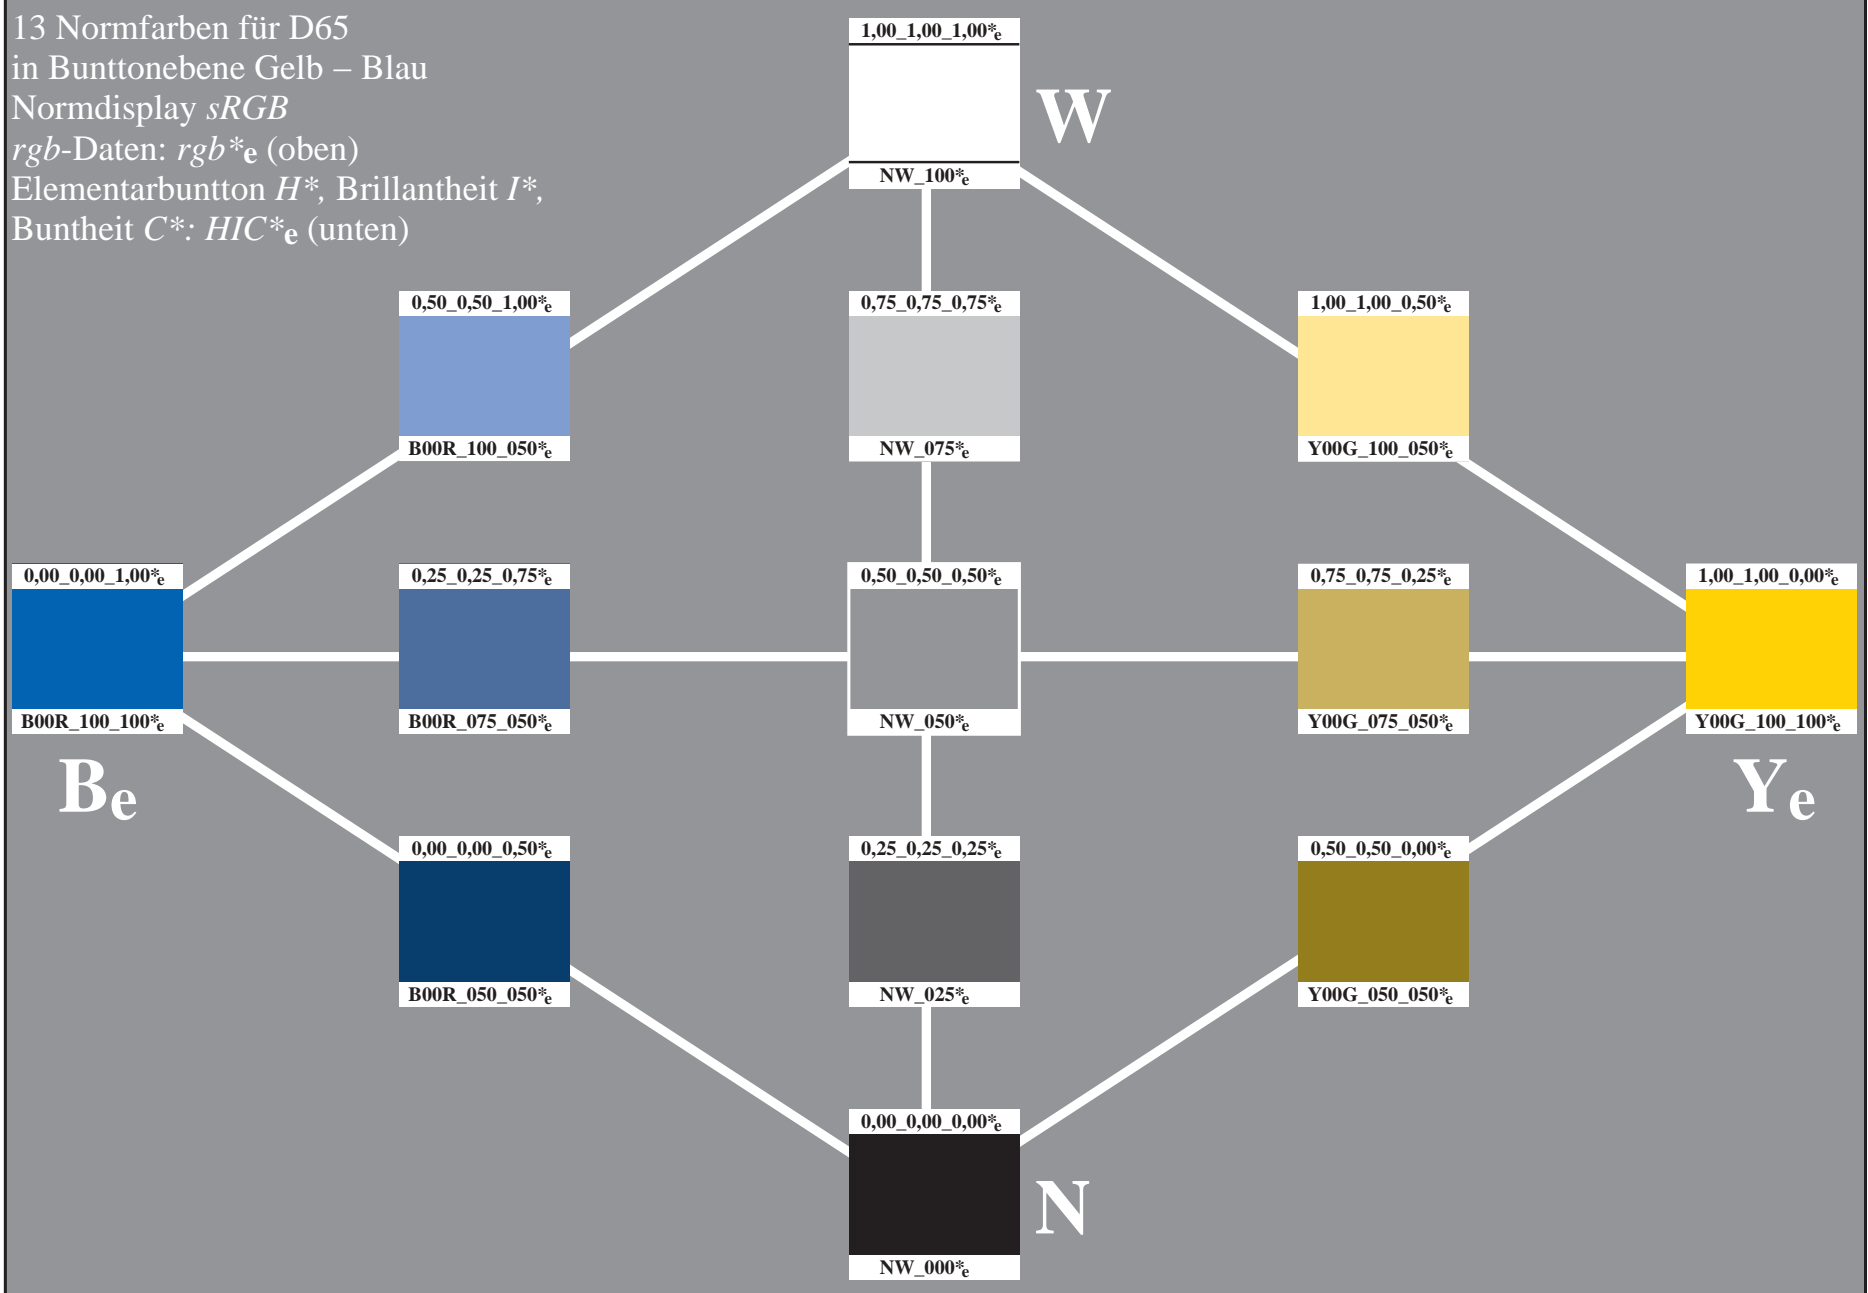 13 Normfarben für D65
in Bunttonebene Gelb – Blau
Normdisplay sRGB
rgb-Daten: rgb*e (oben)
Elementarbuntton H*, Brillantheit I*,
Buntheit C*: HIC*e (unten)
1,00_1,00_1,00*e
W
NW_100*e
0,50_0,50_1,00*e
0,75_0,75_0,75*e
1,00_1,00_0,50*e
B00R_100_050*e
NW_075*e
Y00G_100_050*e
0,00_0,00_1,00*e
0,25_0,25_0,75*e
0,50_0,50_0,50*e
0,75_0,75_0,25*e
1,00_1,00_0,00*e
B00R_100_100*e
B00R_075_050*e
NW_050*e
Y00G_075_050*e
Y00G_100_100*e
Be
Ye
0,00_0,00_0,50*e
0,25_0,25_0,25*e
0,50_0,50_0,00*e
B00R_050_050*e
NW_025*e
Y00G_050_050*e
0,00_0,00_0,00*e
N
NW_000*e